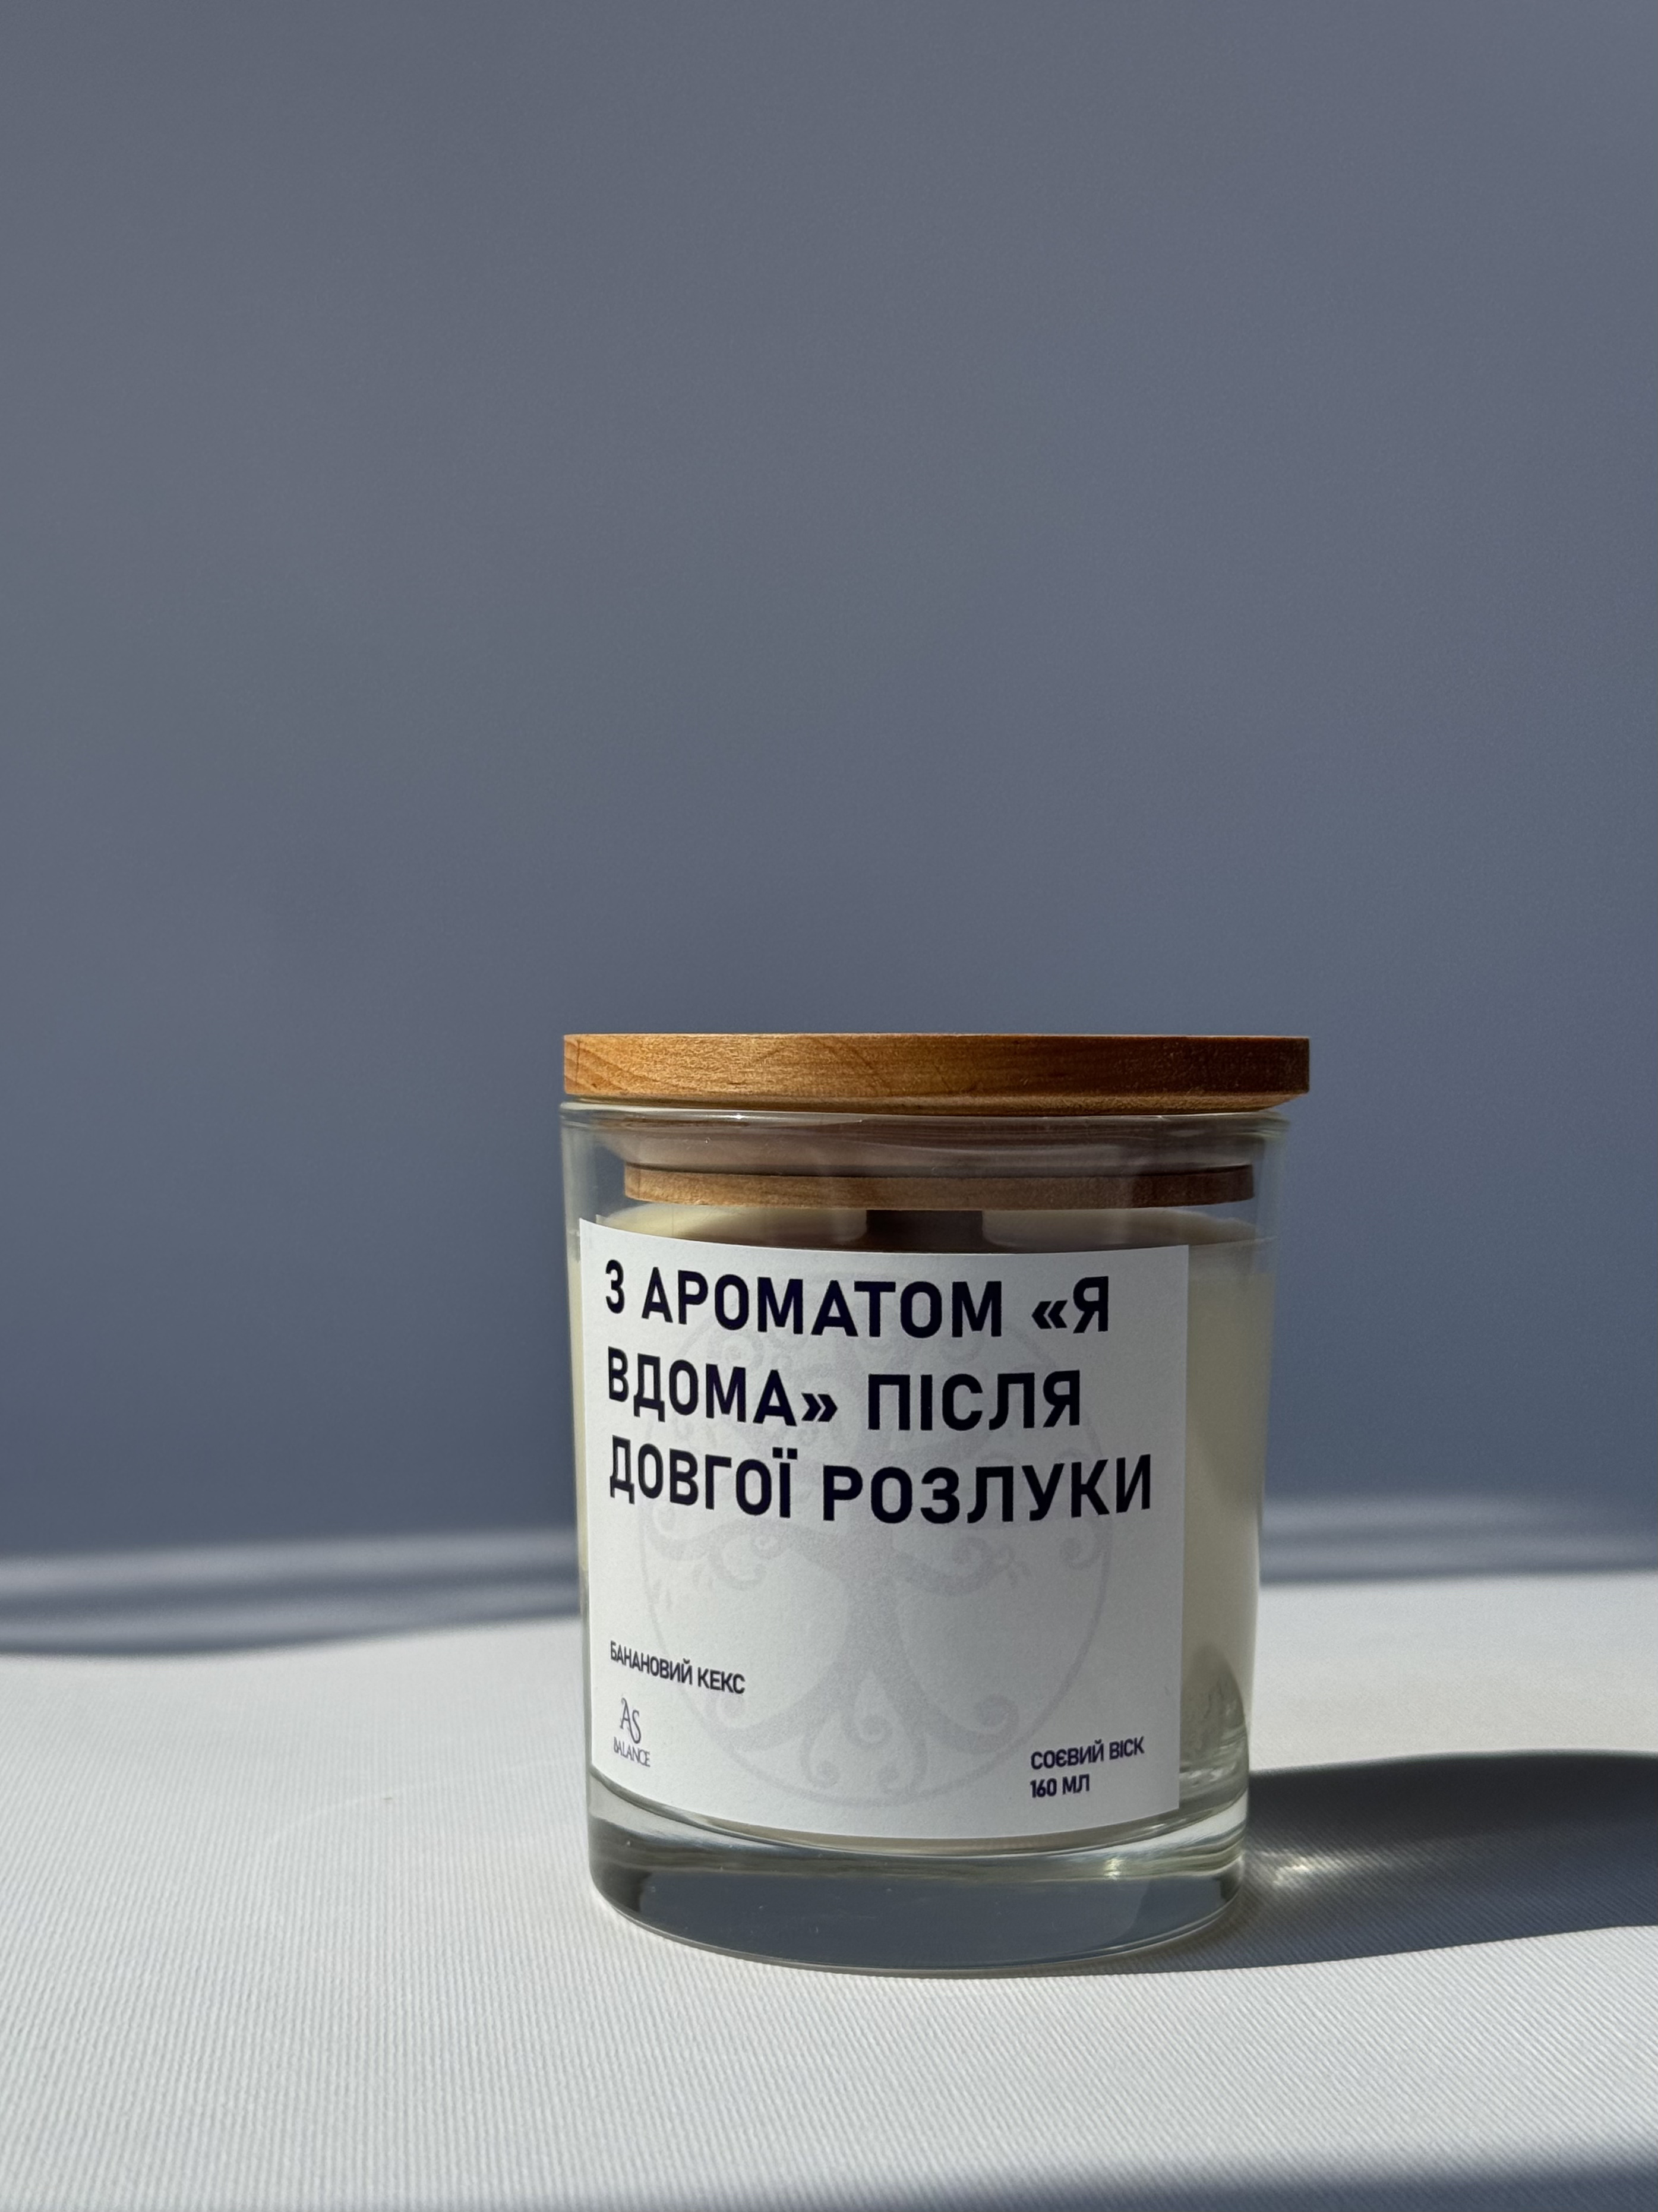 З АРОМАТОМ «Я
ВДОМА» ПІСЛЯ
ДОВГОЇ РОЗЛУКИ
БАНАНОВИЙ КЕКС
AS
BALANCE
СОЄВИЙ ВІСК
160 МЛ